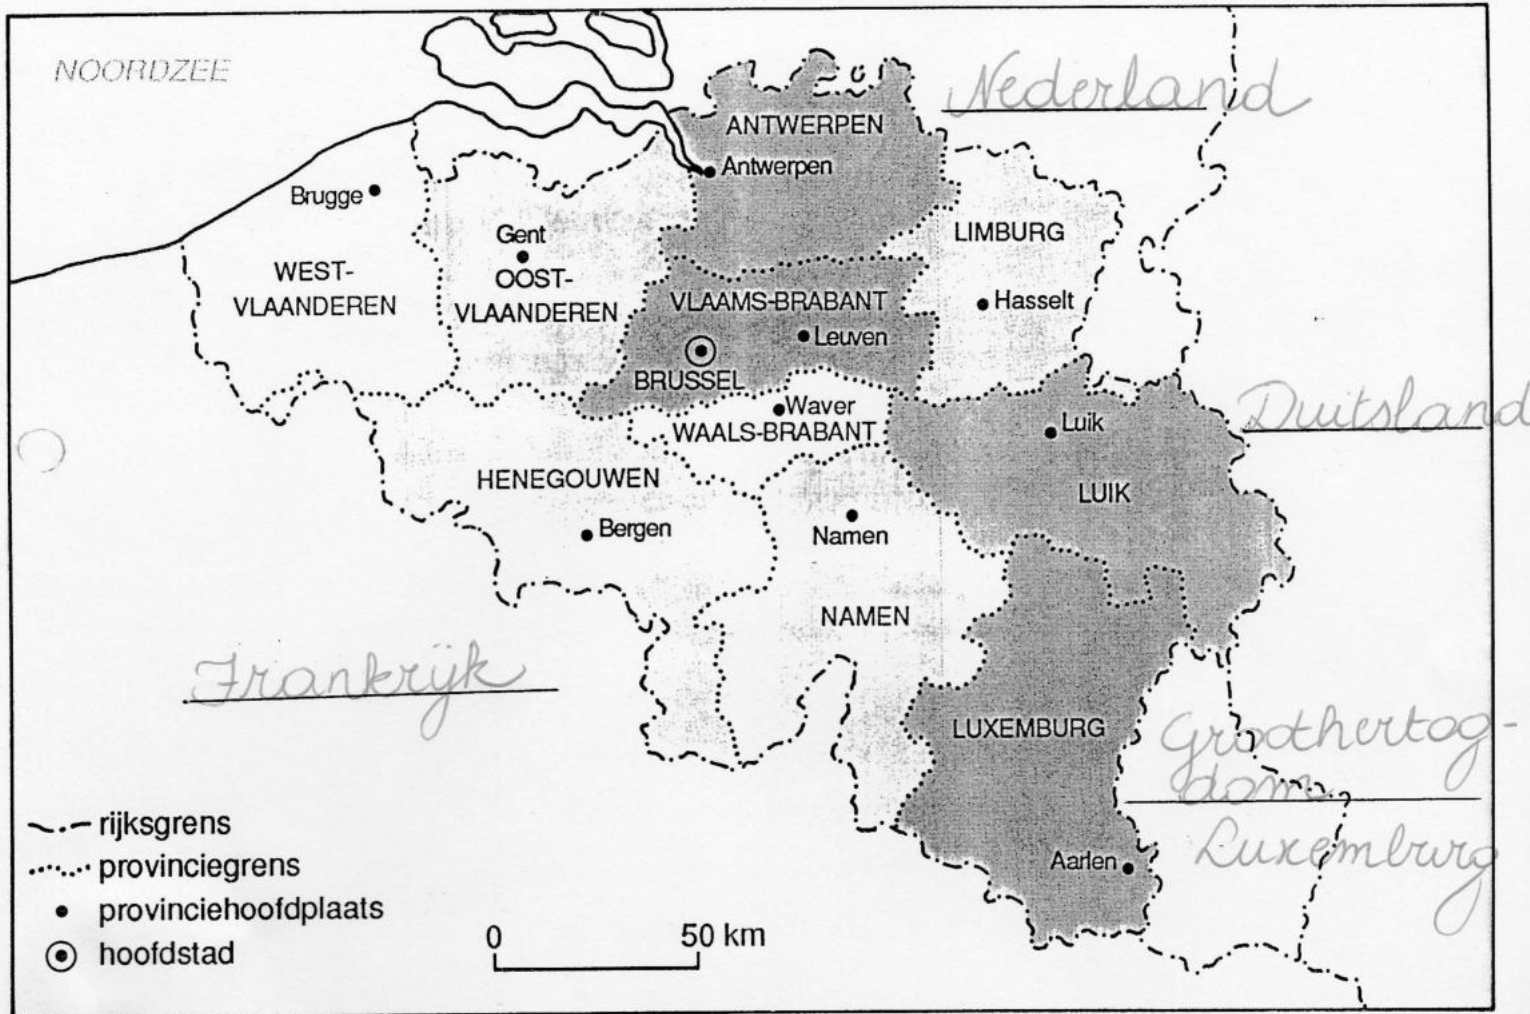 NOORDZEE
Nederland
ANTWERPEN
Antwerpen
Brugge
Gent
LIMBURG
WEST-
VLAANDEREN
OOST-
VLAANDEREN
VLAAMS-BRABANT
Hasselt
Leuven
BRUSSEL
Waver
WAALS-BRABANT
Duitsland
Luik
LUIK
HENEGOUWEN
Bergen
Namen
NAMEN
Frankrijk
LUXEMBURG
Groothertog-
dom
Luxemburg
Aarlen
rijksgrens
provinciegrens
provinciehoofdplaats
hoofdstad
0 50 km